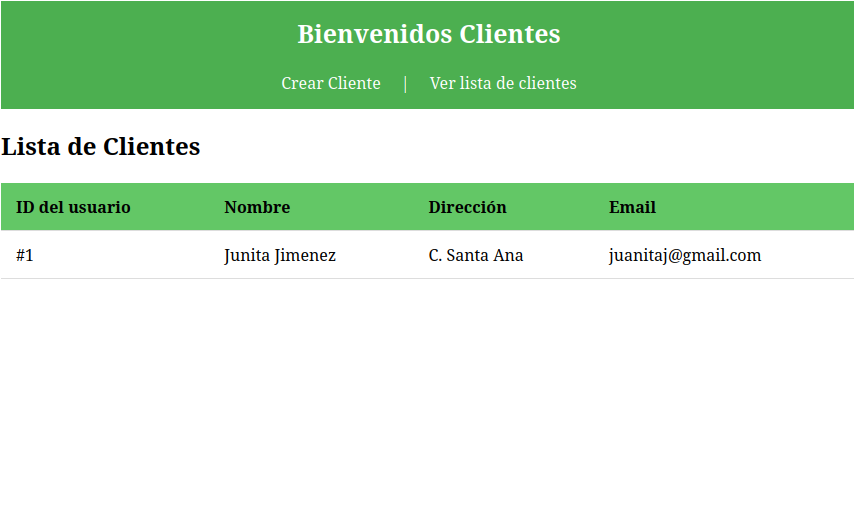 Bienvenidos Clientes
Crear Cliente | Ver lista de clientes
Lista de Clientes
ID del usuario Nombre Dirección Email
#1 Junita Jimenez C. Santa Ana juanitaj@gmail.com